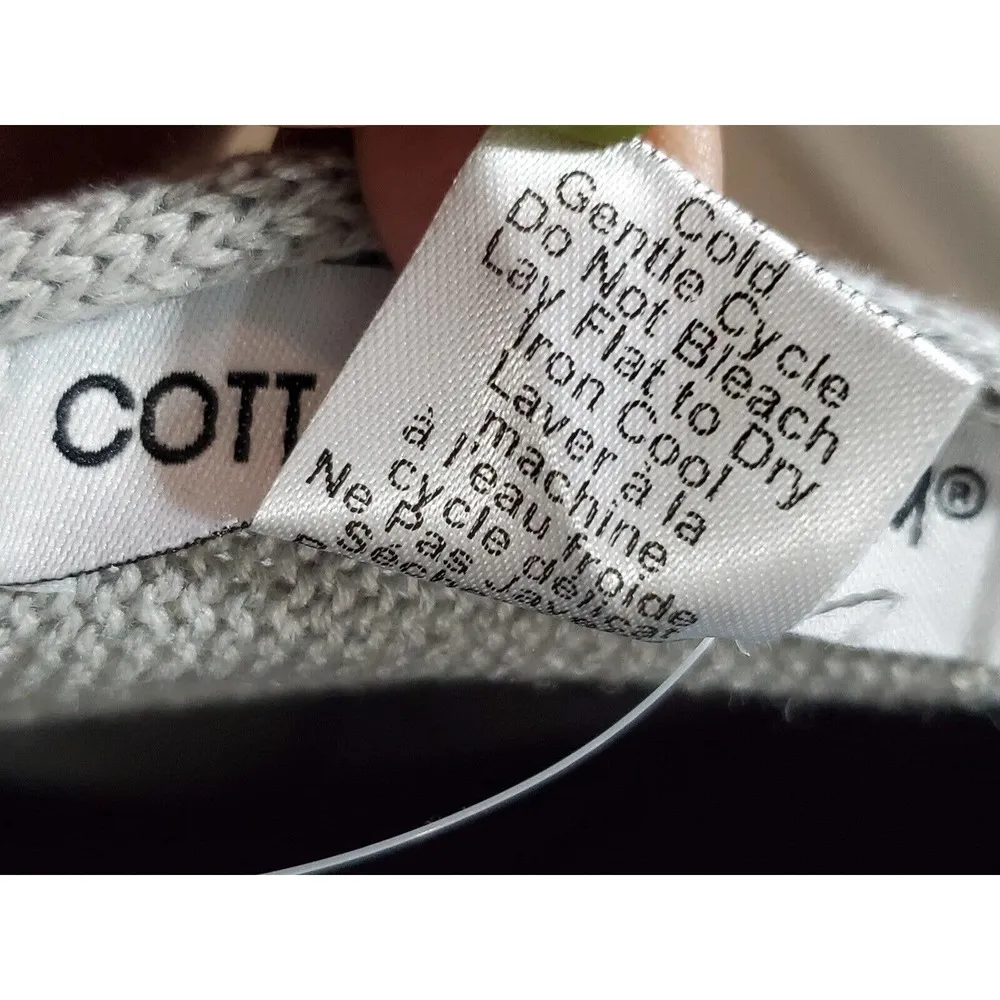 COTT
®
Cold
Gentle Cycle
Do Not Bleach
Lay Flat to Dry
Iron Cool
Laver à la
machine
à l'eau froide
cycle délicat
Ne Pas